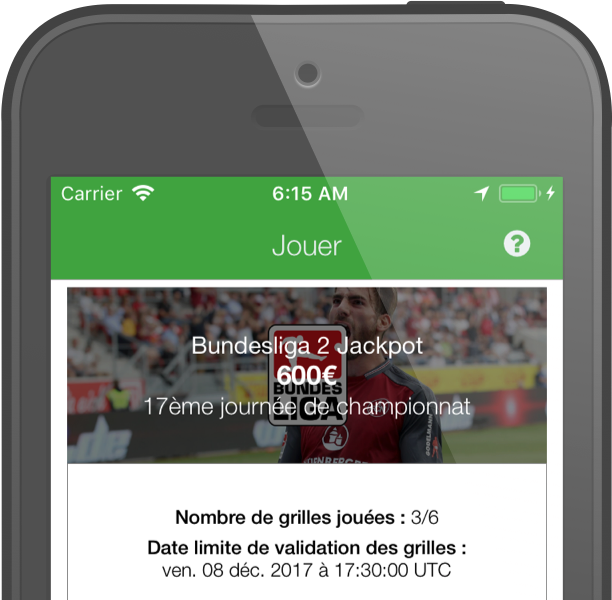 Carrier 6:15 AM
Jouer
?
Bundesliga 2 Jackpot
600€
BUNDES
LIGA
17ème journée de championnat
Nombre de grilles jouées : 3/6
Date limite de validation des grilles :
ven. 08 déc. 2017 à 17:30:00 UTC